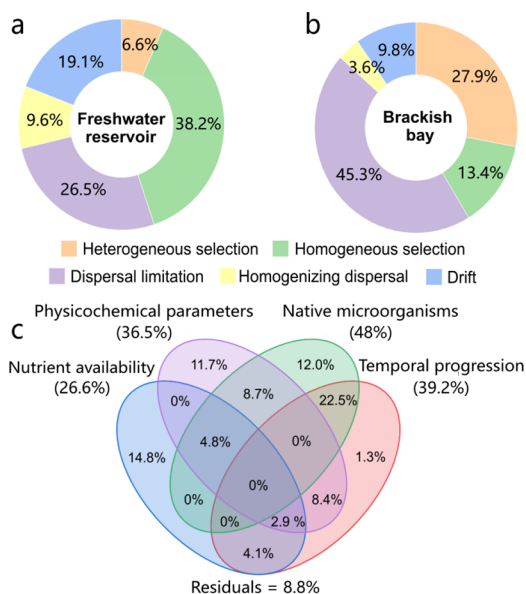 a
b
6.6%
19.1%
38.2%
9.6%
26.5%
Freshwater
reservoir
9.8%
3.6%
27.9%
13.4%
45.3%
Brackish
bay
Heterogeneous selection
Homogeneous selection
Dispersal limitation
Homogenizing dispersal
Drift
c
Physicochemical parameters
(36.5%)
Native microorganisms
(48%)
Nutrient availability
(26.6%)
Temporal progression
(39.2%)
11.7%
12.0%
0%
8.7%
22.5%
14.8%
4.8%
0%
1.3%
0%
0%
8.4%
0%
2.9 %
4.1%
Residuals = 8.8%